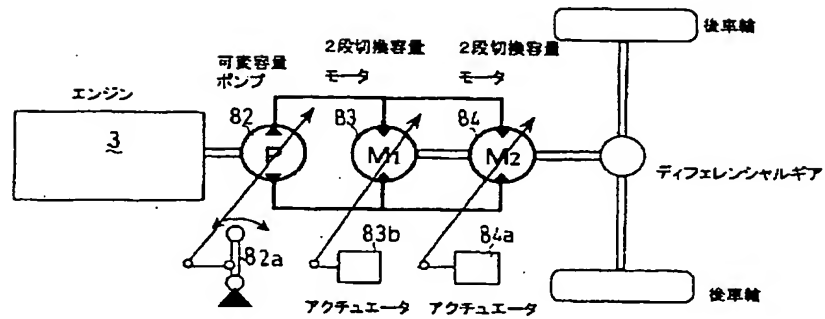 後車輪
2段切換容量
モータ
2段切換容量
モータ
可変容量
ポンプ
エンジン
82
83
84
3
P
M1
M2
ディフェレンシャルギア
82a
83b
84a
アクチュエータ
アクチュエータ
後車輪